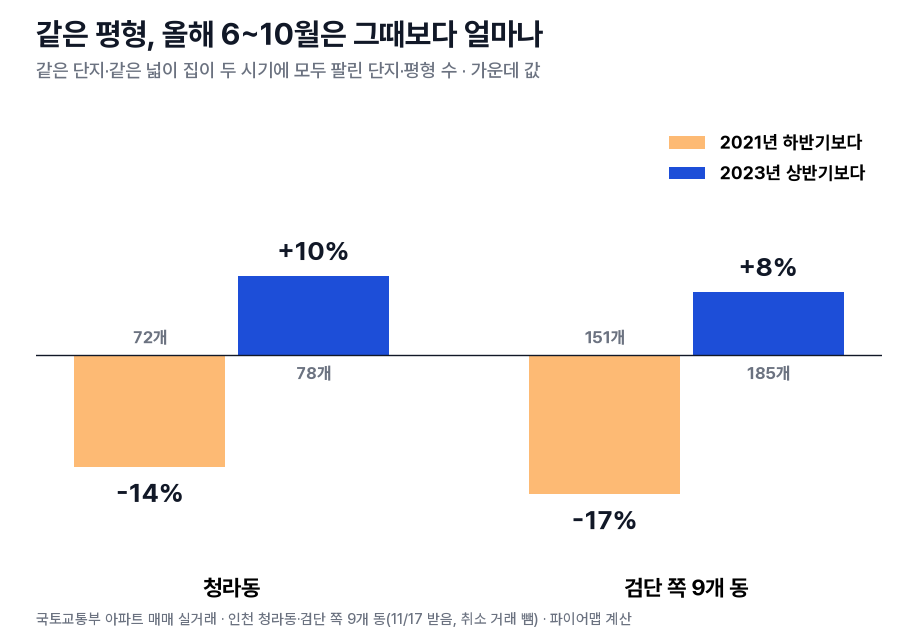 같은 평형, 올해 6~10월은 그때보다 얼마나
같은 단지·같은 넓이 집이 두 시기에 모두 팔린 단지·평형 수 · 가운데 값
2021년 하반기보다
2023년 상반기보다
+10%
+8%
72개
151개
78개
185개
-14%
-17%
청라동
검단 쪽 9개 동
국토교통부 아파트 매매 실거래 · 인천 청라동·검단 쪽 9개 동(11/17 받음, 취소 거래 뺌) · 파이어맵 계산